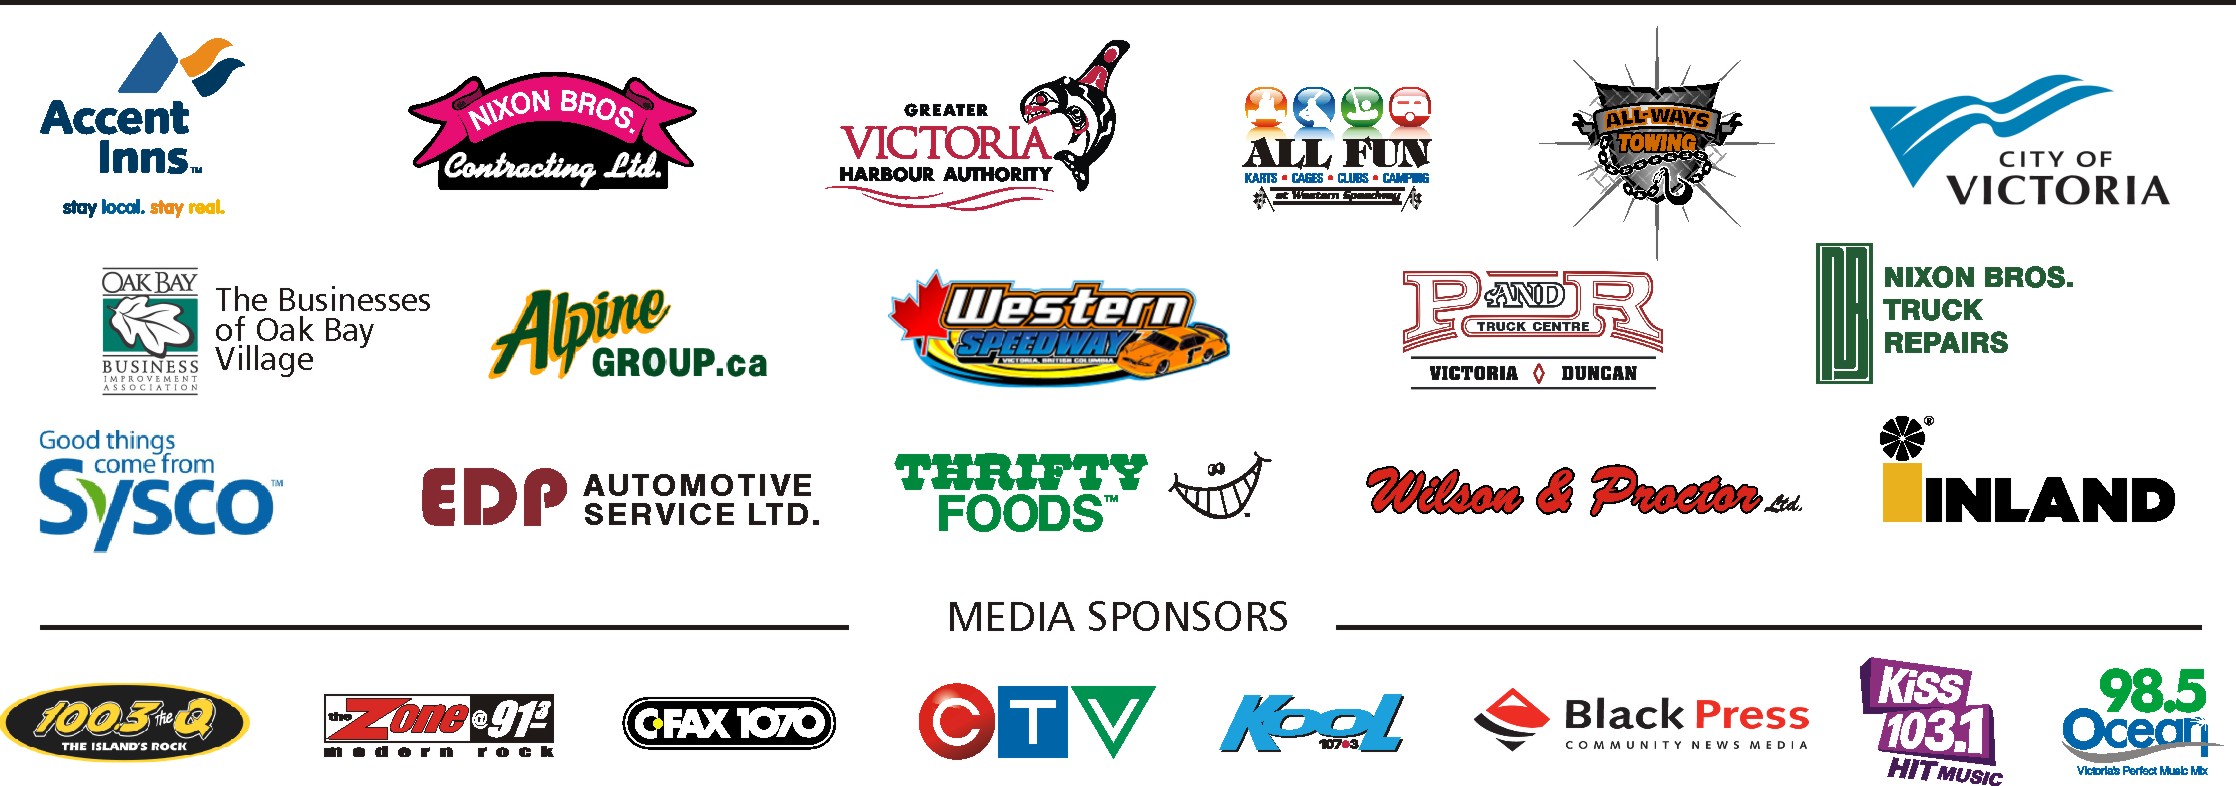 Accent
Inns™
stay local. stay real.
NIXON BROS.
Contracting Ltd.
GREATER
VICTORIA
HARBOUR AUTHORITY
ALL FUN
KARTS • CAGES • CLUBS • CAMPING
at Western Speedway
ALL-WAYS
TOWING
CITY OF
VICTORIA
OAK BAY
BUSINESS
IMPROVEMENT
ASSOCIATION
The Businesses
of Oak Bay
Village
Alpine
GROUP.ca
Western
SPEEDWAY
VICTORIA, BRITISH COLUMBIA
P AND R
TRUCK CENTRE
VICTORIA ◊ DUNCAN
NIXON BROS.
TRUCK
REPAIRS
Good things
come from
Sysco™
EDP
AUTOMOTIVE
SERVICE LTD.
THRIFTY
FOODS™
Wilson & Proctor Ltd.
INLAND®
MEDIA SPONSORS
100.3 the Q
THE ISLAND'S ROCK
the Zone @ 91.3
modern rock
CFAX 1070
CTV
KOOL
107.3
Black Press
COMMUNITY NEWS MEDIA
KiSS
103.1
HIT MUSIC
98.5
Ocean
Victoria's Perfect Music Mix